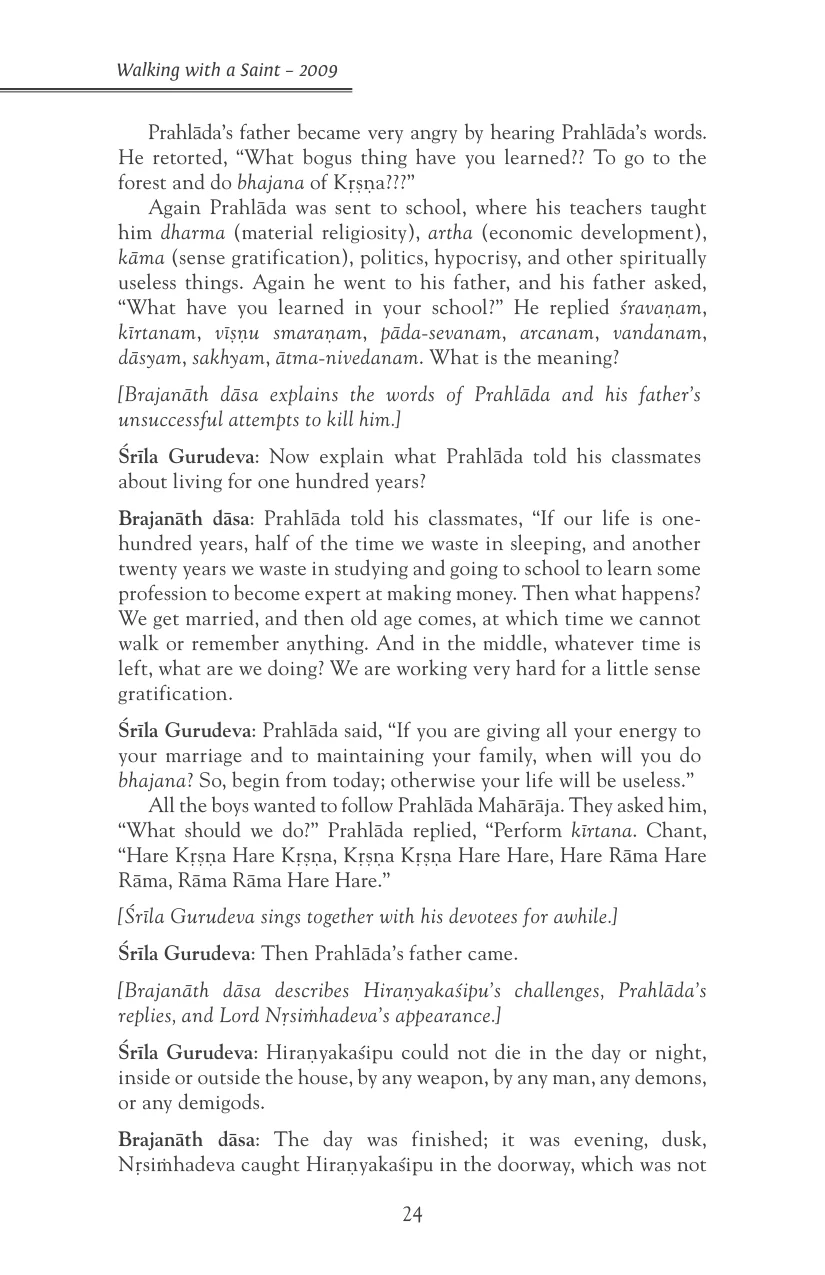 Walking with a Saint – 2009
Prahlāda’s father became very angry by hearing Prahlāda’s words.
He retorted, “What bogus thing have you learned?? To go to the
forest and do bhajana of Kṛṣṇa???”
Again Prahlāda was sent to school, where his teachers taught
him dharma (material religiosity), artha (economic development),
kāma (sense gratification), politics, hypocrisy, and other spiritually
useless things. Again he went to his father, and his father asked,
“What have you learned in your school?” He replied śravaṇam,
kīrtanam, vīṣṇu smaraṇam, pāda-sevanam, arcanam, vandanam,
dāsyam, sakhyam, ātma-nivedanam. What is the meaning?
[Brajanāth dāsa explains the words of Prahlāda and his father’s
unsuccessful attempts to kill him.]
Śrīla Gurudeva: Now explain what Prahlāda told his classmates
about living for one hundred years?
Brajanāth dāsa: Prahlāda told his classmates, “If our life is one-
hundred years, half of the time we waste in sleeping, and another
twenty years we waste in studying and going to school to learn some
profession to become expert at making money. Then what happens?
We get married, and then old age comes, at which time we cannot
walk or remember anything. And in the middle, whatever time is
left, what are we doing? We are working very hard for a little sense
gratification.
Śrīla Gurudeva: Prahlāda said, “If you are giving all your energy to
your marriage and to maintaining your family, when will you do
bhajana? So, begin from today; otherwise your life will be useless.”
All the boys wanted to follow Prahlāda Mahārāja. They asked him,
“What should we do?” Prahlāda replied, “Perform kīrtana. Chant,
“Hare Kṛṣṇa Hare Kṛṣṇa, Kṛṣṇa Kṛṣṇa Hare Hare, Hare Rāma Hare
Rāma, Rāma Rāma Hare Hare.”
[Śrīla Gurudeva sings together with his devotees for awhile.]
Śrīla Gurudeva: Then Prahlāda’s father came.
[Brajanāth dāsa describes Hiraṇyakaśipu’s challenges, Prahlāda’s
replies, and Lord Nṛsiṁhadeva’s appearance.]
Śrīla Gurudeva: Hiraṇyakaśipu could not die in the day or night,
inside or outside the house, by any weapon, by any man, any demons,
or any demigods.
Brajanāth dāsa: The day was finished; it was evening, dusk,
Nṛsiṁhadeva caught Hiraṇyakaśipu in the doorway, which was not
24